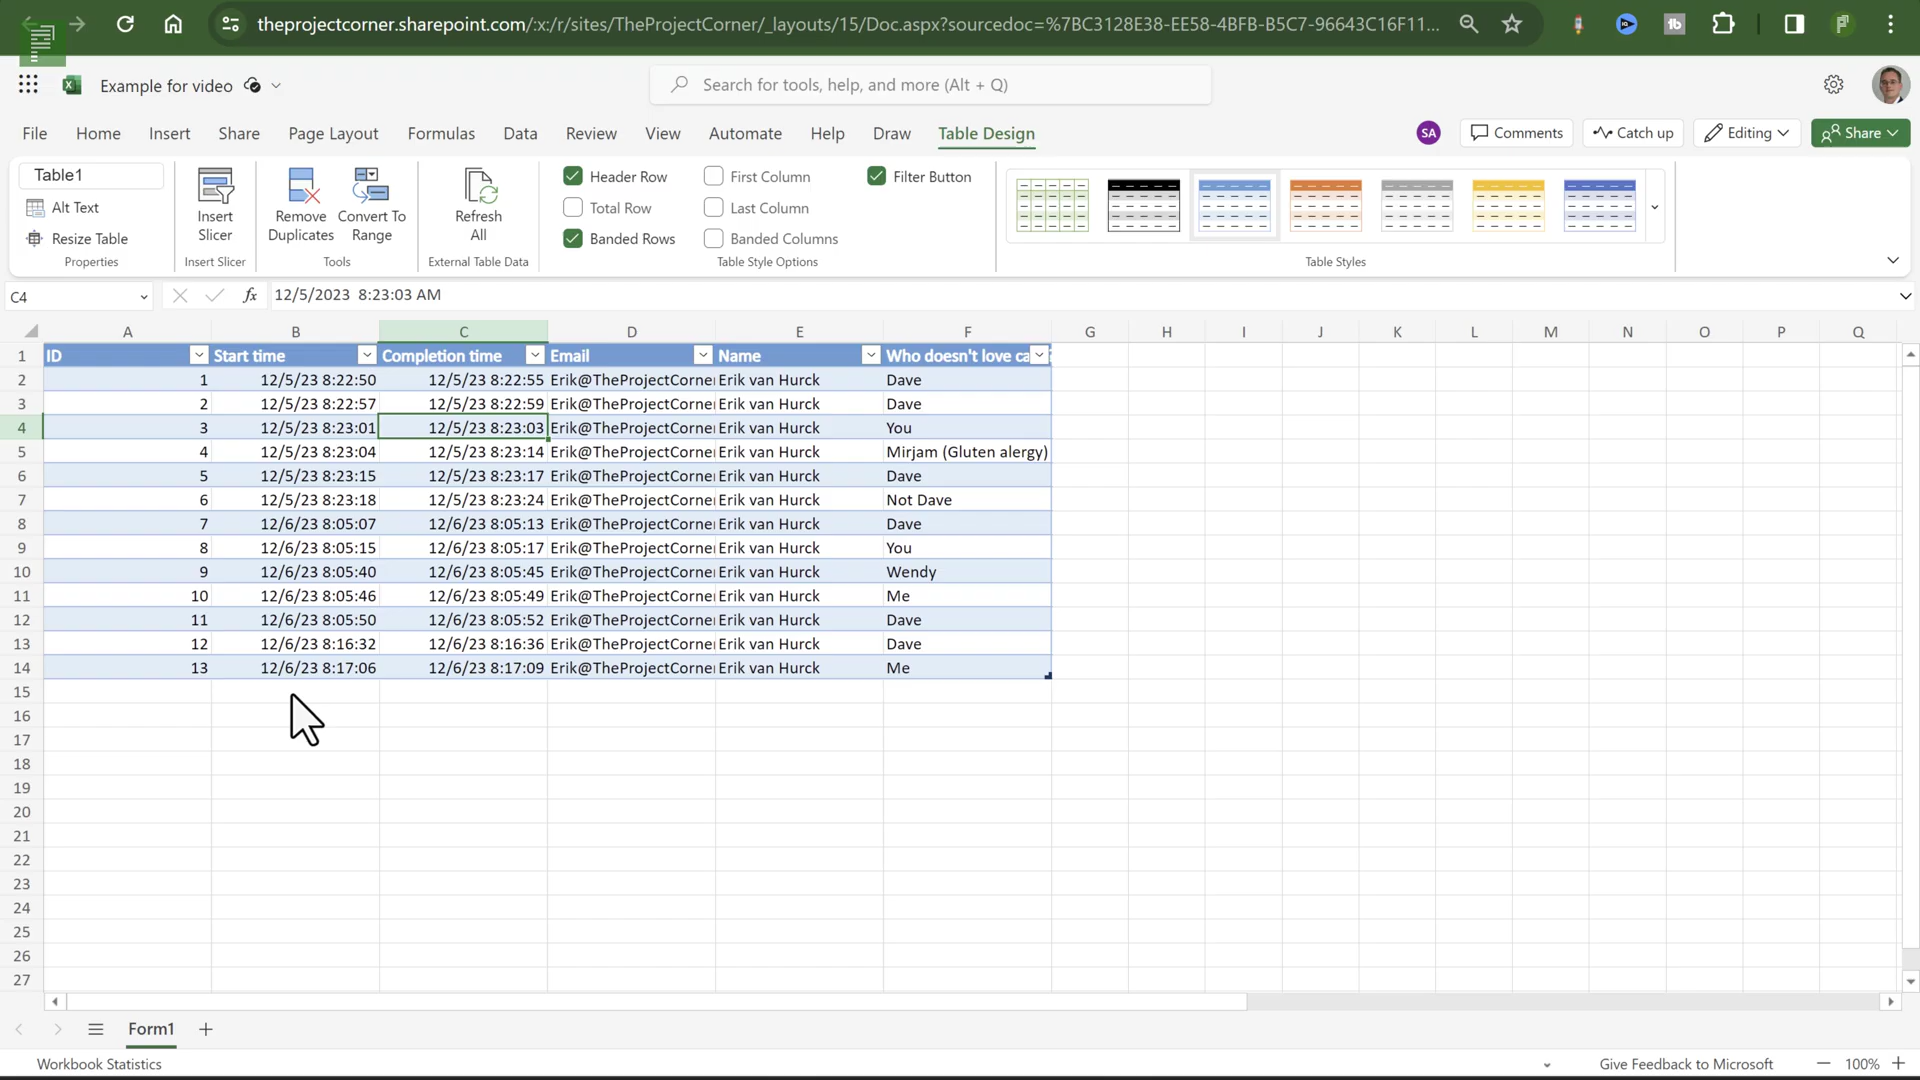 theprojectcorner.sharepoint.com/:x:/r/sites/TheProjectCorner/_layouts/15/Doc.aspx?sourcedoc=%7BC3128E38-EE58-4BFB-B5C7-96643C16F11...
Example for video
Search for tools, help, and more (Alt + Q)
File Home Insert Share Page Layout Formulas Data Review View Automate Help Draw Table Design
SA Comments Catch up Editing Share
Table1
Alt Text
Resize Table
Properties
Insert Slicer
Insert Slicer
Remove Duplicates
Convert To Range
Tools
Refresh All
External Table Data
Header Row First Column Filter Button
Total Row Last Column
Banded Rows Banded Columns
Table Style Options
Table Styles
C4 fx 12/5/2023 8:23:03 AM
A B C D E F G H I J K L M N O P Q
1 ID Start time Completion time Email Name Who doesn't love ca
2 1 12/5/23 8:22:50 12/5/23 8:22:55 Erik@TheProjectCorner Erik van Hurck Dave
3 2 12/5/23 8:22:57 12/5/23 8:22:59 Erik@TheProjectCorner Erik van Hurck Dave
4 3 12/5/23 8:23:01 12/5/23 8:23:03 Erik@TheProjectCorner Erik van Hurck You
5 4 12/5/23 8:23:04 12/5/23 8:23:14 Erik@TheProjectCorner Erik van Hurck Mirjam (Gluten alergy)
6 5 12/5/23 8:23:15 12/5/23 8:23:17 Erik@TheProjectCorner Erik van Hurck Dave
7 6 12/5/23 8:23:18 12/5/23 8:23:24 Erik@TheProjectCorner Erik van Hurck Not Dave
8 7 12/6/23 8:05:07 12/6/23 8:05:13 Erik@TheProjectCorner Erik van Hurck Dave
9 8 12/6/23 8:05:15 12/6/23 8:05:17 Erik@TheProjectCorner Erik van Hurck You
10 9 12/6/23 8:05:40 12/6/23 8:05:45 Erik@TheProjectCorner Erik van Hurck Wendy
11 10 12/6/23 8:05:46 12/6/23 8:05:49 Erik@TheProjectCorner Erik van Hurck Me
12 11 12/6/23 8:05:50 12/6/23 8:05:52 Erik@TheProjectCorner Erik van Hurck Dave
13 12 12/6/23 8:16:32 12/6/23 8:16:36 Erik@TheProjectCorner Erik van Hurck Dave
14 13 12/6/23 8:17:06 12/6/23 8:17:09 Erik@TheProjectCorner Erik van Hurck Me
15
16
17
18
19
20
21
22
23
24
25
26
27
Form1
Workbook Statistics Give Feedback to Microsoft 100%